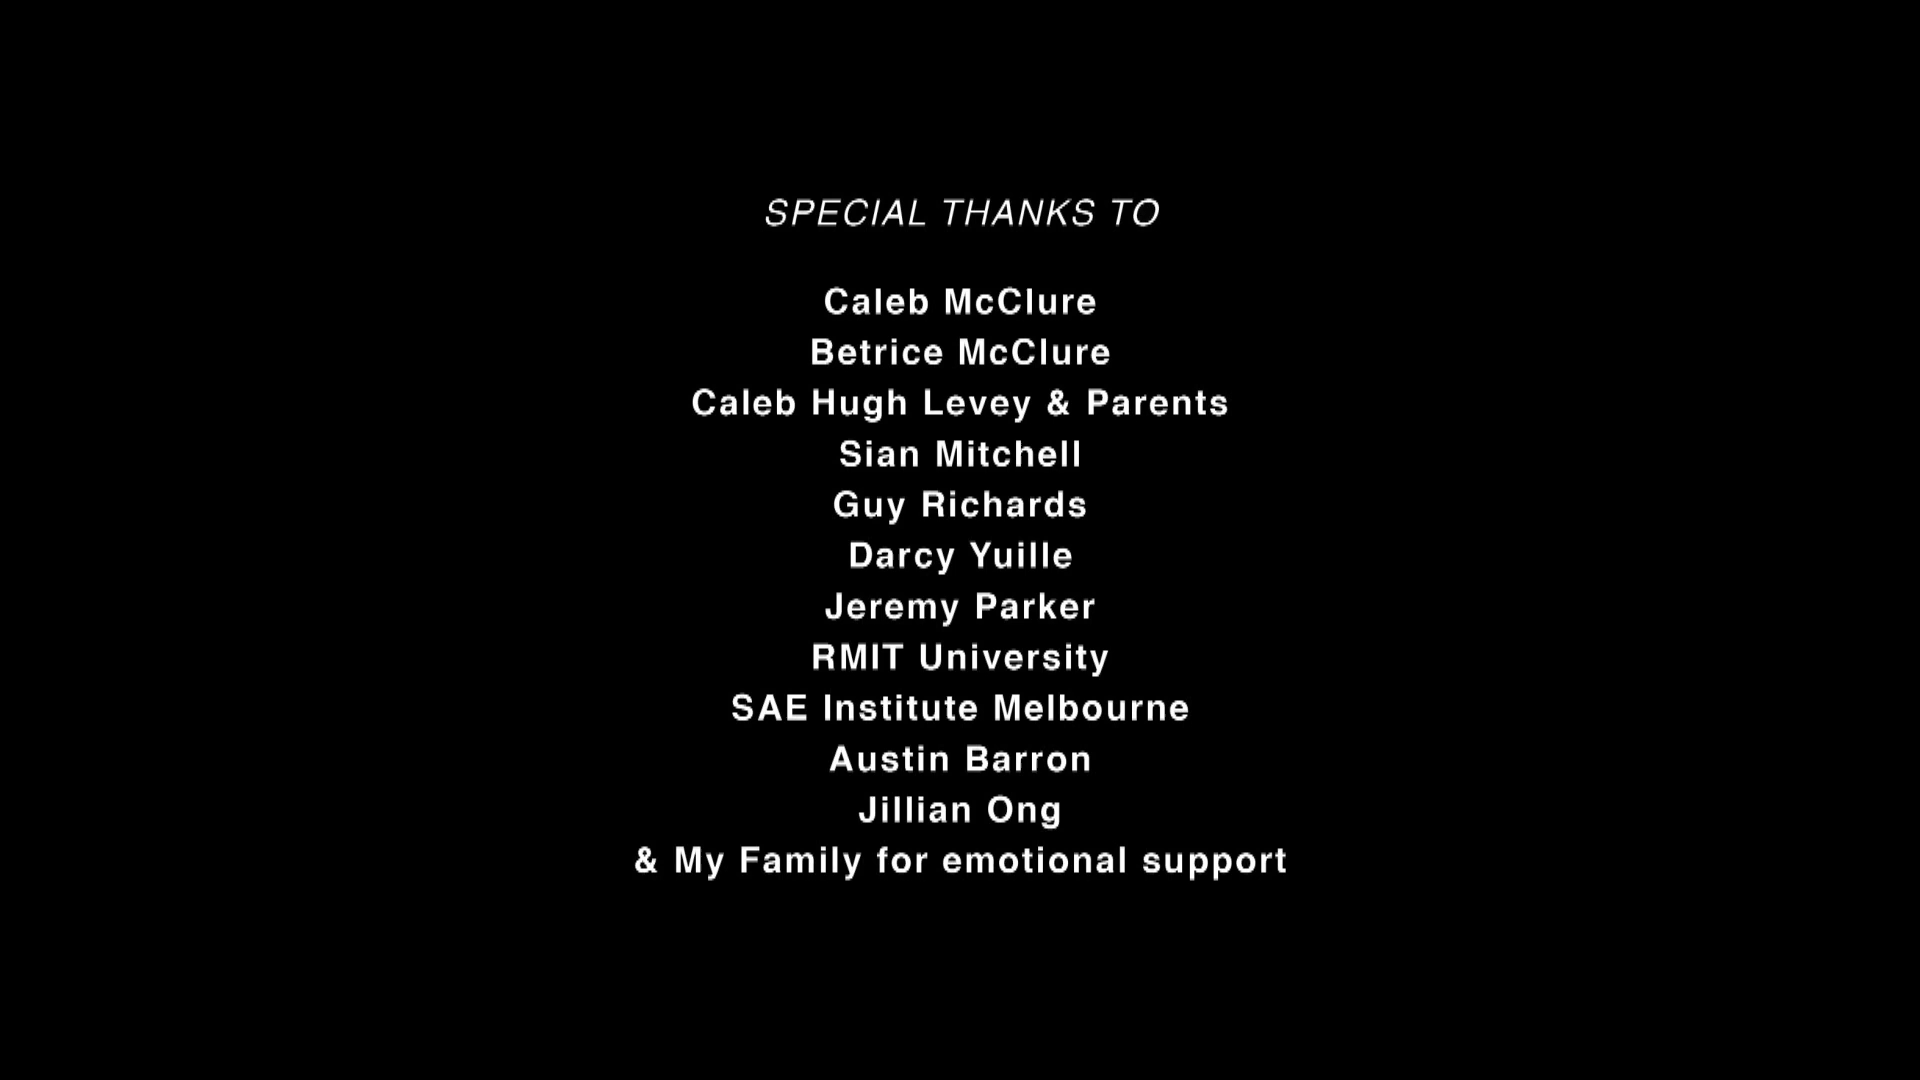 SPECIAL THANKS TO
Caleb McClure
Betrice McClure
Caleb Hugh Levey & Parents
Sian Mitchell
Guy Richards
Darcy Yuille
Jeremy Parker
RMIT University
SAE Institute Melbourne
Austin Barron
Jillian Ong
& My Family for emotional support